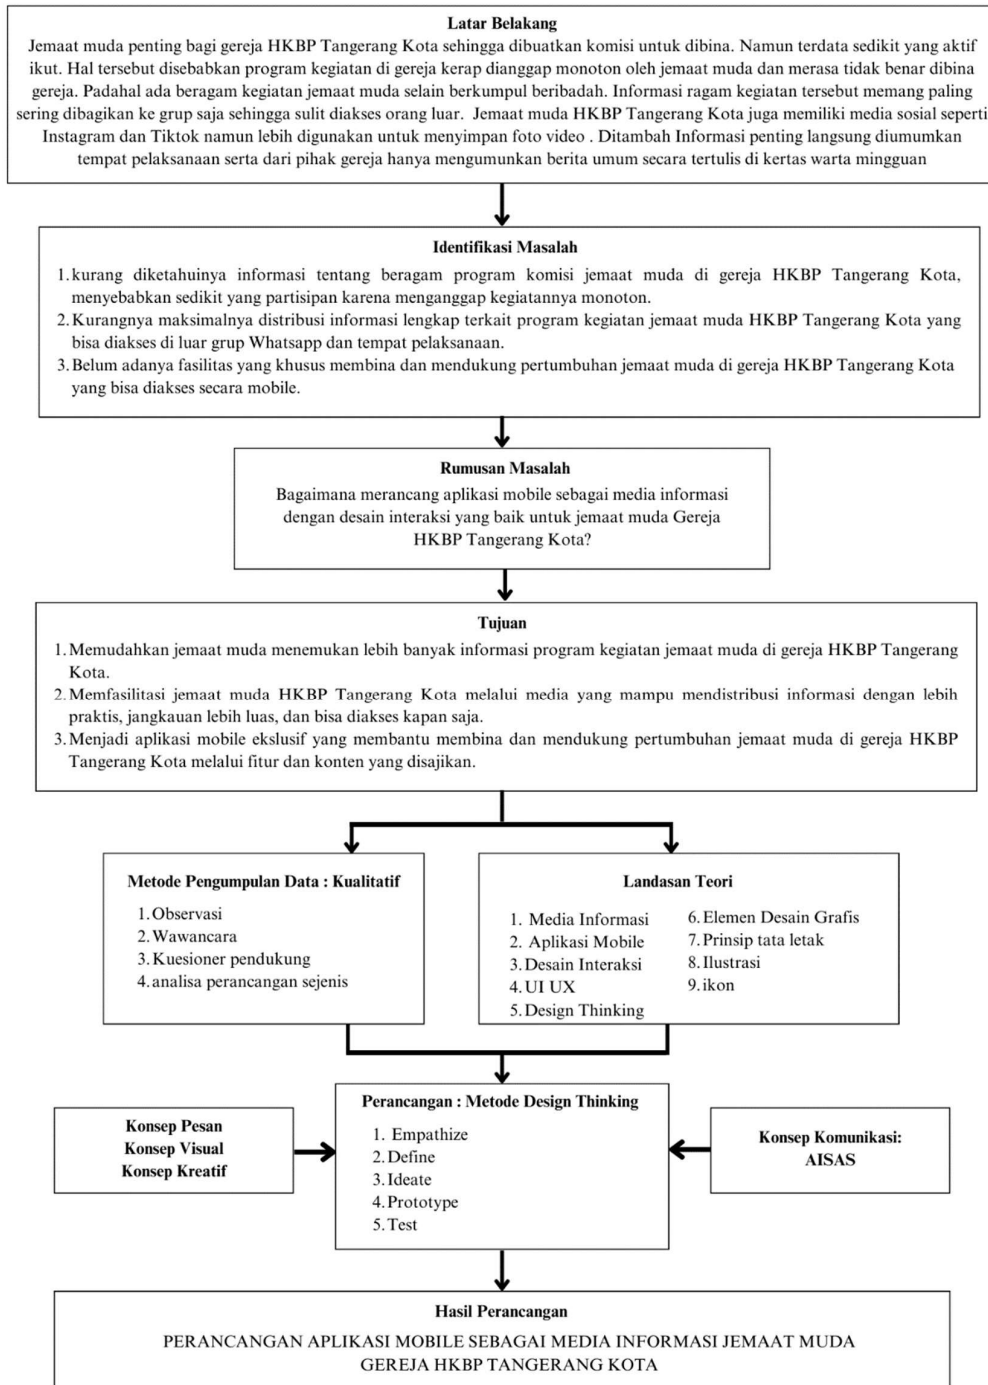 Latar Belakang
Jemaat muda penting bagi gereja HKBP Tangerang Kota sehingga dibuatkan komisi untuk dibina. Namun terdata sedikit yang aktif
ikut. Hal tersebut disebabkan program kegiatan di gereja kerap dianggap monoton oleh jemaat muda dan merasa tidak benar dibina
gereja. Padahal ada beragam kegiatan jemaat muda selain berkumpul beribadah. Informasi ragam kegiatan tersebut memang paling
sering dibagikan ke grup saja sehingga sulit diakses orang luar. Jemaat muda HKBP Tangerang Kota juga memiliki media sosial seperti
Instagram dan Tiktok namun lebih digunakan untuk menyimpan foto video . Ditambah Informasi penting langsung diumumkan
tempat pelaksanaan serta dari pihak gereja hanya mengumunkan berita umum secara tertulis di kertas warta mingguan
Identifikasi Masalah
1. kurang diketahuinya informasi tentang beragam program komisi jemaat muda di gereja HKBP Tangerang Kota,
menyebabkan sedikit yang partisipan karena menganggap kegiatannya monoton.
2. Kurangnya maksimalnya distribusi informasi lengkap terkait program kegiatan jemaat muda HKBP Tangerang Kota yang
bisa diakses di luar grup Whatsapp dan tempat pelaksanaan.
3. Belum adanya fasilitas yang khusus membina dan mendukung pertumbuhan jemaat muda di gereja HKBP Tangerang Kota
yang bisa diakses secara mobile.
Rumusan Masalah
Bagaimana merancang aplikasi mobile sebagai media informasi
dengan desain interaksi yang baik untuk jemaat muda Gereja
HKBP Tangerang Kota?
Tujuan
1. Memudahkan jemaat muda menemukan lebih banyak informasi program kegiatan jemaat muda di gereja HKBP Tangerang
Kota.
2. Memfasilitasi jemaat muda HKBP Tangerang Kota melalui media yang mampu mendistribusi informasi dengan lebih
praktis, jangkauan lebih luas, dan bisa diakses kapan saja.
3. Menjadi aplikasi mobile ekslusif yang membantu membina dan mendukung pertumbuhan jemaat muda di gereja HKBP
Tangerang Kota melalui fitur dan konten yang disajikan.
Metode Pengumpulan Data : Kualitatif
1. Observasi
2. Wawancara
3. Kuesioner pendukung
4. analisa perancangan sejenis
Landasan Teori
1. Media Informasi
2. Aplikasi Mobile
3. Desain Interaksi
4. UI UX
5. Design Thinking
6. Elemen Desain Grafis
7. Prinsip tata letak
8. Ilustrasi
9. ikon
Konsep Pesan
Konsep Visual
Konsep Kreatif
Perancangan : Metode Design Thinking
1. Empathize
2. Define
3. Ideate
4. Prototype
5. Test
Konsep Komunikasi:
AISAS
Hasil Perancangan
PERANCANGAN APLIKASI MOBILE SEBAGAI MEDIA INFORMASI JEMAAT MUDA
GEREJA HKBP TANGERANG KOTA